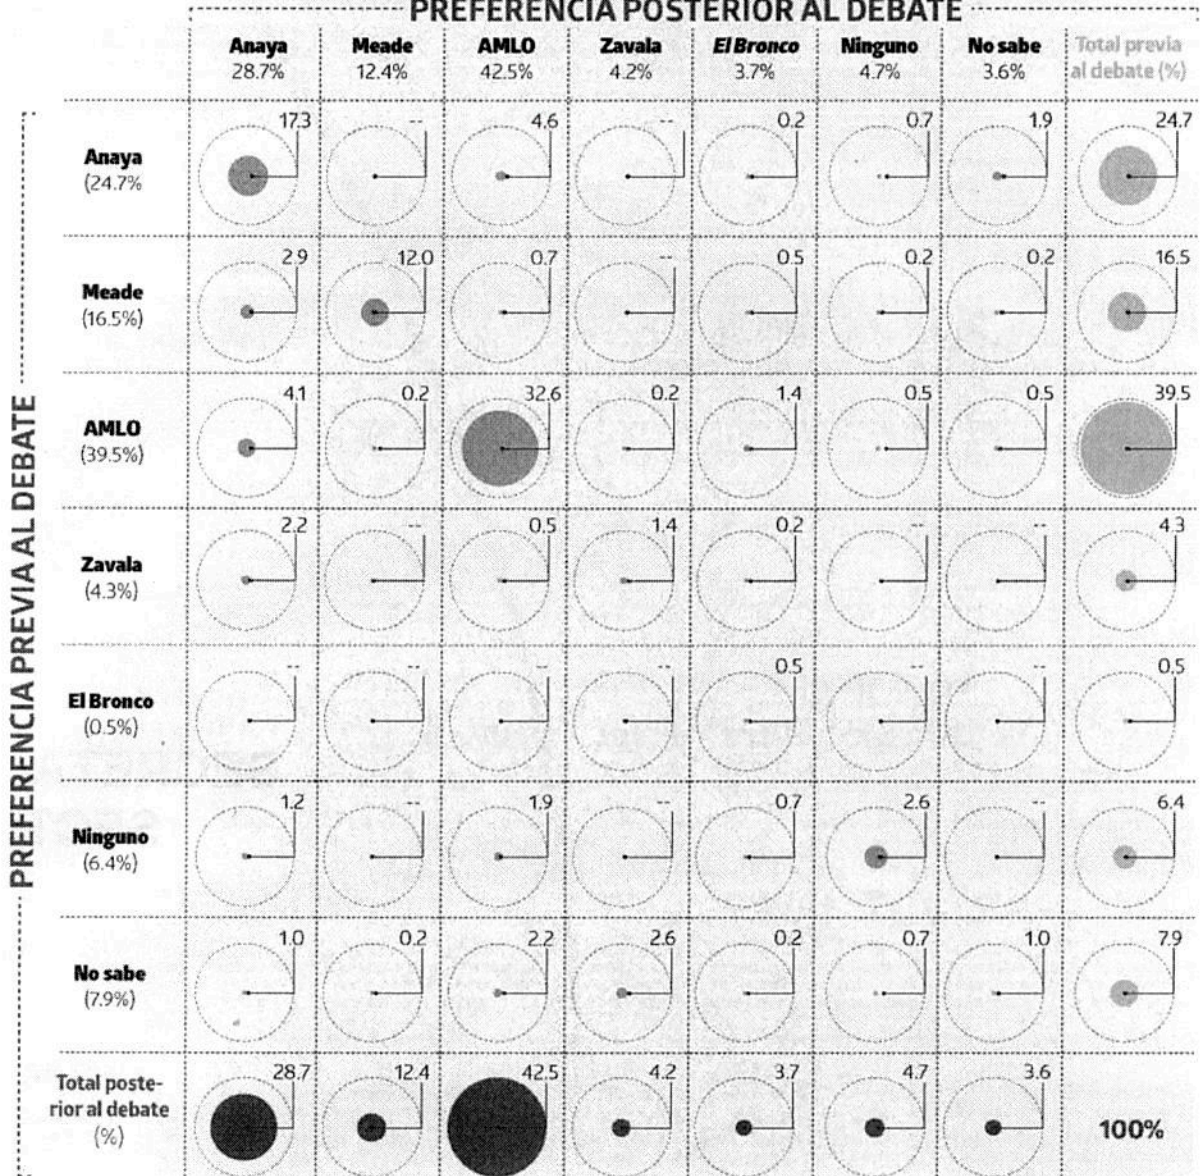 PREFERENCIA POSTERIOR AL DEBATE
Anaya Meade AMLO Zavala El Bronco Ninguno No sabe Total previa
28.7% 12.4% 42.5% 4.2% 3.7% 4.7% 3.6% al debate (%)
PREFERENCIA PREVIA AL DEBATE
17.3 -- 4.6 -- 0.2 0.7 1.9 24.7
Anaya
(24.7%
2.9 12.0 0.7 -- 0.5 0.2 0.2 16.5
Meade
(16.5%)
4.1 0.2 32.6 0.2 1.4 0.5 0.5 39.5
AMLO
(39.5%)
2.2 -- 0.5 1.4 0.2 -- -- 4.3
Zavala
(4.3%)
-- -- -- -- 0.5 -- -- 0.5
El Bronco
(0.5%)
1.2 -- 1.9 -- 0.7 2.6 -- 6.4
Ninguno
(6.4%)
1.0 0.2 2.2 2.6 0.2 0.7 1.0 7.9
No sabe
(7.9%)
28.7 12.4 42.5 4.2 3.7 4.7 3.6
Total poste-
rior al debate
(%)
100%